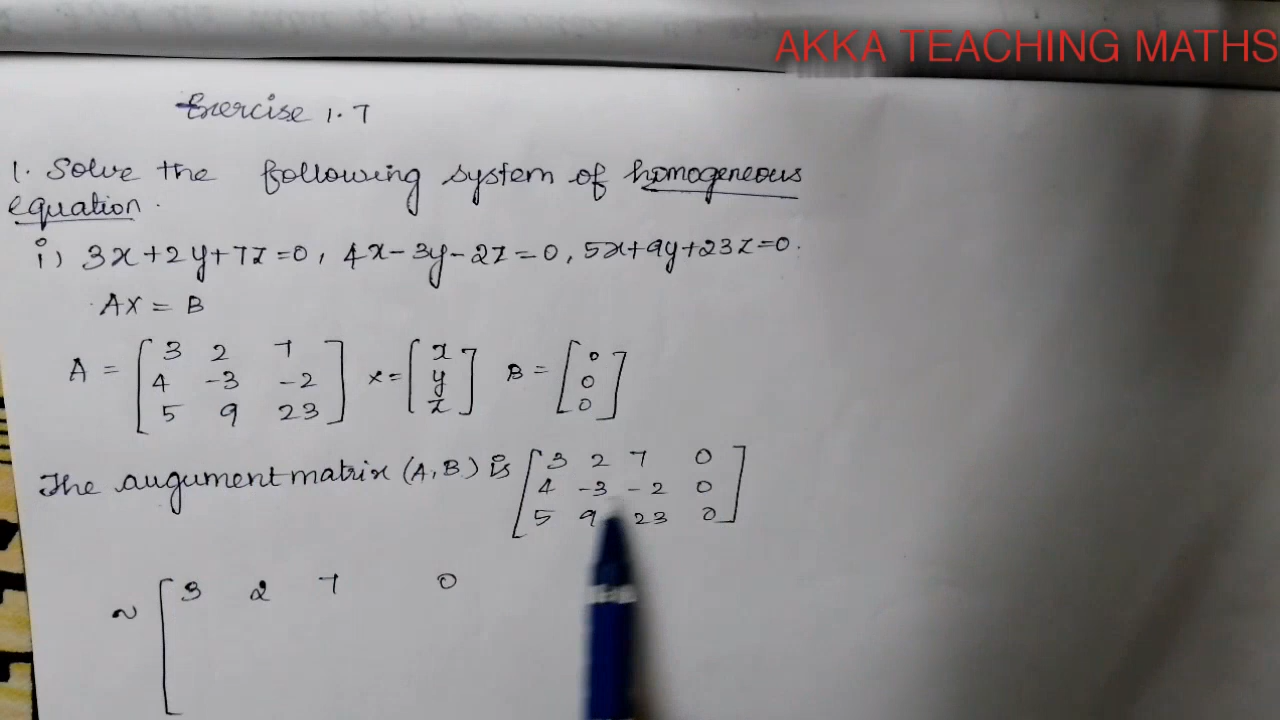 AKKA TEACHING MATHS
Exercise 1.7
1. Solve the following system of homogeneous
equation.
i) 3x+2y+7z=0, 4x-3y-2z=0, 5x+9y+23z=0.
AX = B
A = [3 2 7 X = [x B = [0
4 -3 -2 y 0
5 9 23] z] 0]
The augument matrix (A,B) is [3 2 7 0
4 -3 -2 0
5 9 23 0]
~ [3 2 7 0